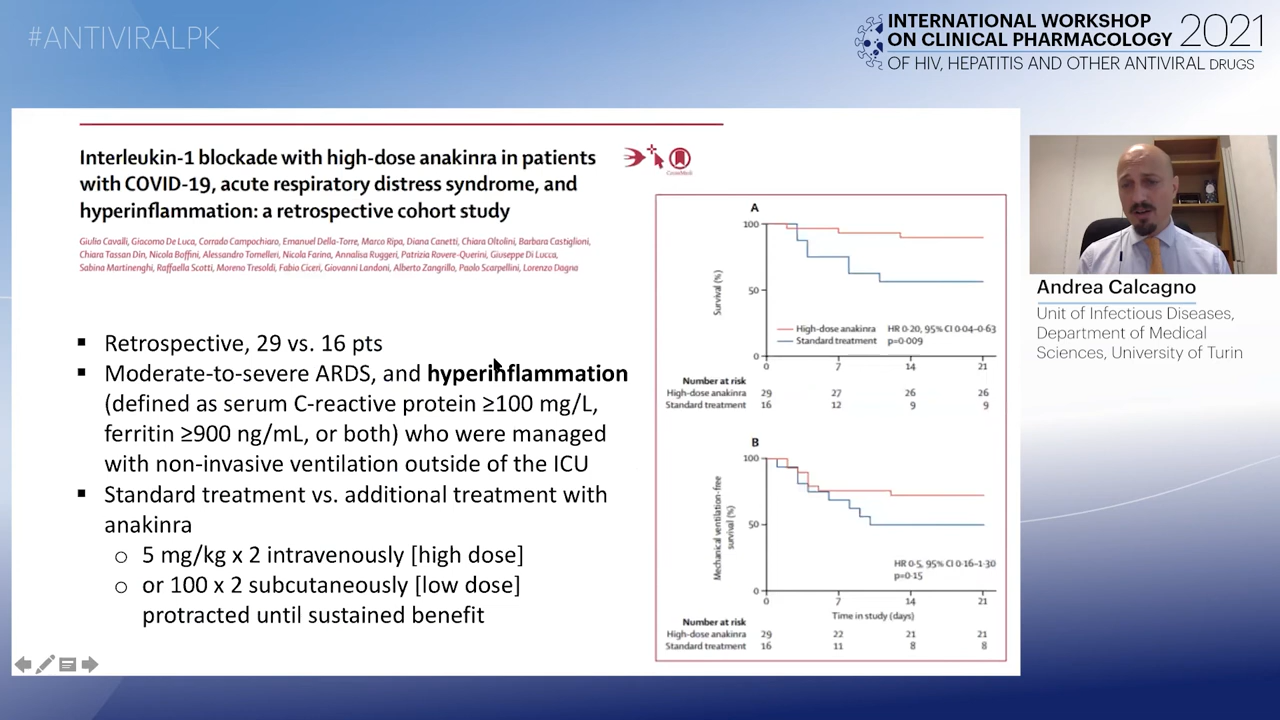 #ANTIVIRALPK
INTERNATIONAL WORKSHOP
ON CLINICAL PHARMACOLOGY
2021
OF HIV, HEPATITIS AND OTHER ANTIVIRAL DRUGS
Interleukin-1 blockade with high-dose anakinra in patients
with COVID-19, acute respiratory distress syndrome, and
hyperinflammation: a retrospective cohort study
CrossMark
Giulia Cavalli, Giacomo De Luca, Corrado Campochiaro, Emanuel Della-Torre, Marco Ripa, Diana Canetti, Chiara Oltolini, Barbara Castiglioni,
Chiara Tassan Din, Nicola Boffini, Alessandro Tomelleri, Nicola Farina, Annalisa Ruggeri, Patrizia Rovere-Querini, Giuseppe Di Lucca,
Sabina Martinenghi, Raffaella Scotti, Moreno Tresoldi, Fabio Ciceri, Giovanni Landoni, Alberto Zangrillo, Paolo Scarpellini, Lorenzo Dagna
▪ Retrospective, 29 vs. 16 pts
▪ Moderate-to-severe ARDS, and hyperinflammation
(defined as serum C-reactive protein ≥100 mg/L,
ferritin ≥900 ng/mL, or both) who were managed
with non-invasive ventilation outside of the ICU
▪ Standard treatment vs. additional treatment with
anakinra
o 5 mg/kg x 2 intravenously [high dose]
o or 100 x 2 subcutaneously [low dose]
protracted until sustained benefit
A
100
50
0
Survival (%)
High-dose anakinra
Standard treatment
HR 0·20, 95% CI 0·04–0·63
p=0·009
0 7 14 21
Number at risk
High-dose anakinra 29 27 26 26
Standard treatment 16 12 9 9
B
100
50
0
Mechanical ventilation-free
survival (%)
HR 0·5, 95% CI 0·16–1·30
p=0·15
0 7 14 21
Time in study (days)
Number at risk
High-dose anakinra 29 22 21 21
Standard treatment 16 11 8 8
Andrea Calcagno
Unit of Infectious Diseases,
Department of Medical
Sciences, University of Turin